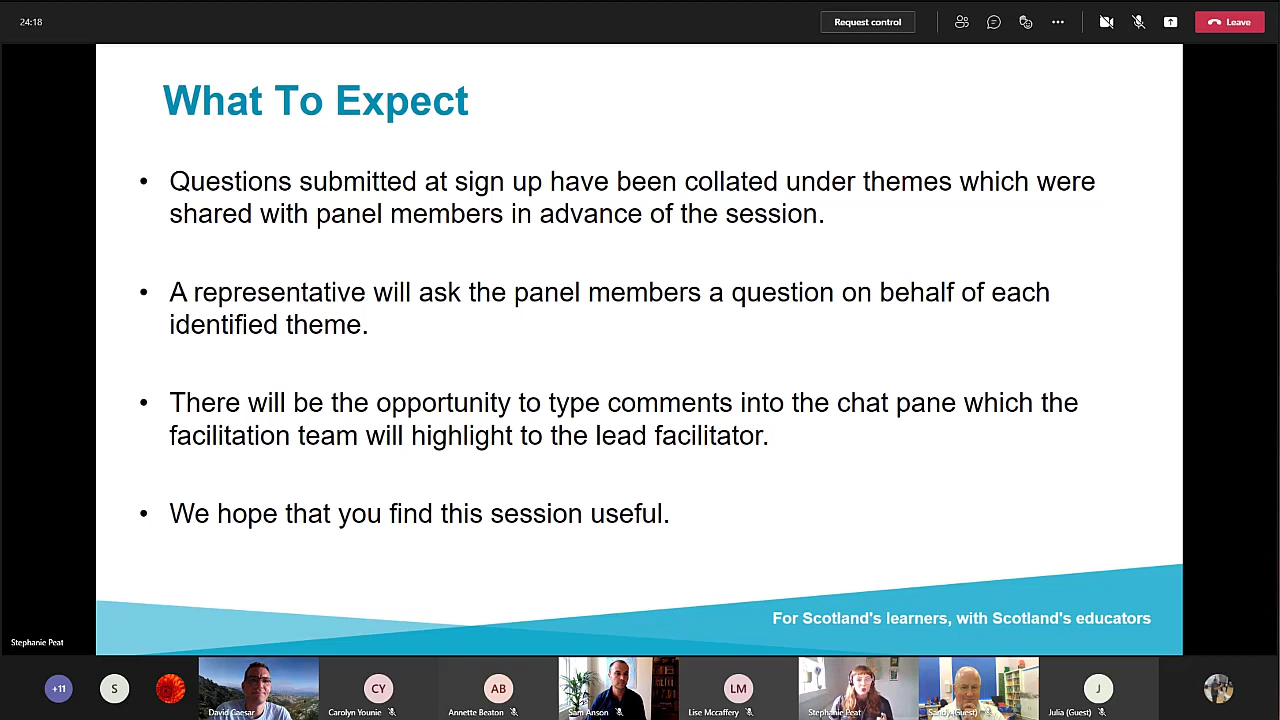 24:18
Request control
Leave
What To Expect
• Questions submitted at sign up have been collated under themes which were
shared with panel members in advance of the session.
• A representative will ask the panel members a question on behalf of each
identified theme.
• There will be the opportunity to type comments into the chat pane which the
facilitation team will highlight to the lead facilitator.
• We hope that you find this session useful.
For Scotland's learners, with Scotland's educators
Stephanie Peat
+11
S
David Caesar
CY
Carolyn Younie
AB
Annette Beaton
Sam Anson
LM
Lise Mccaffery
Stephanie Peat
Sandy (Guest)
J
Julia (Guest)